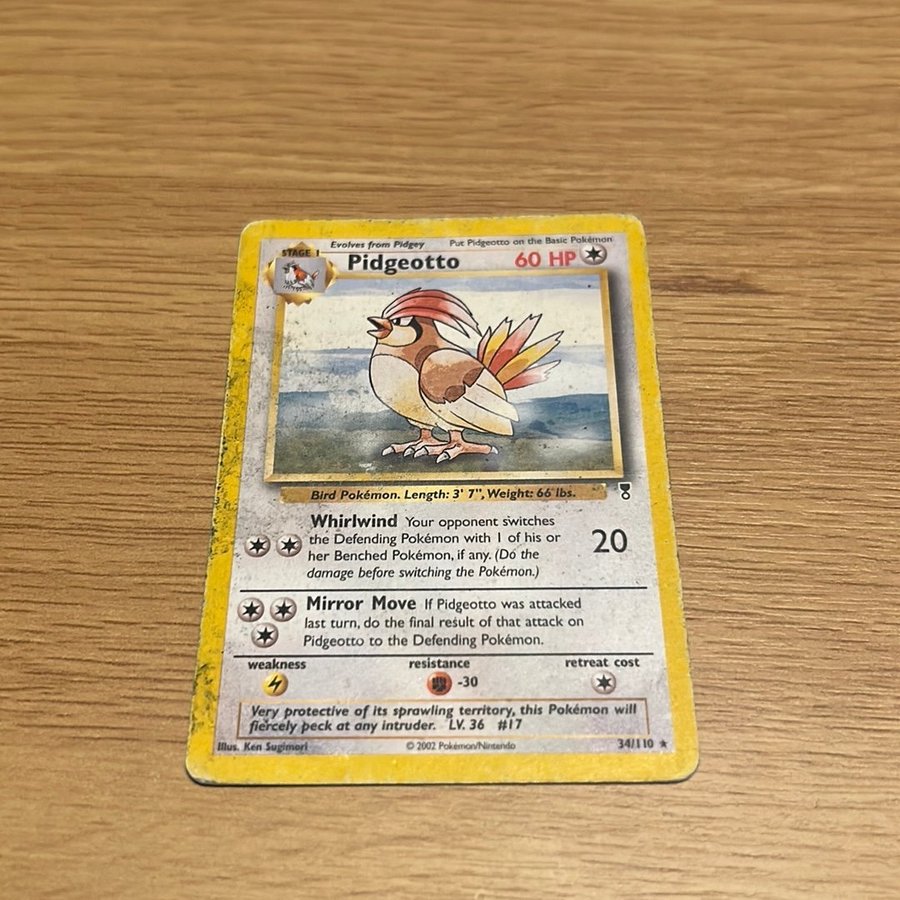 Evolves from Pidgey Put Pidgeotto on the Basic Pokémon
STAGE 1
Pidgeotto 60 HP
Bird Pokémon. Length: 3' 7", Weight: 66 lbs.
Whirlwind Your opponent switches
the Defending Pokémon with 1 of his or
her Benched Pokémon, if any. (Do the
damage before switching the Pokémon.)
20
Mirror Move If Pidgeotto was attacked
last turn, do the final result of that attack on
Pidgeotto to the Defending Pokémon.
weakness resistance retreat cost
-30
Very protective of its sprawling territory, this Pokémon will
fiercely peck at any intruder. LV. 36 #17
Illus. Ken Sugimori © 2002 Pokémon/Nintendo 34/110 ★